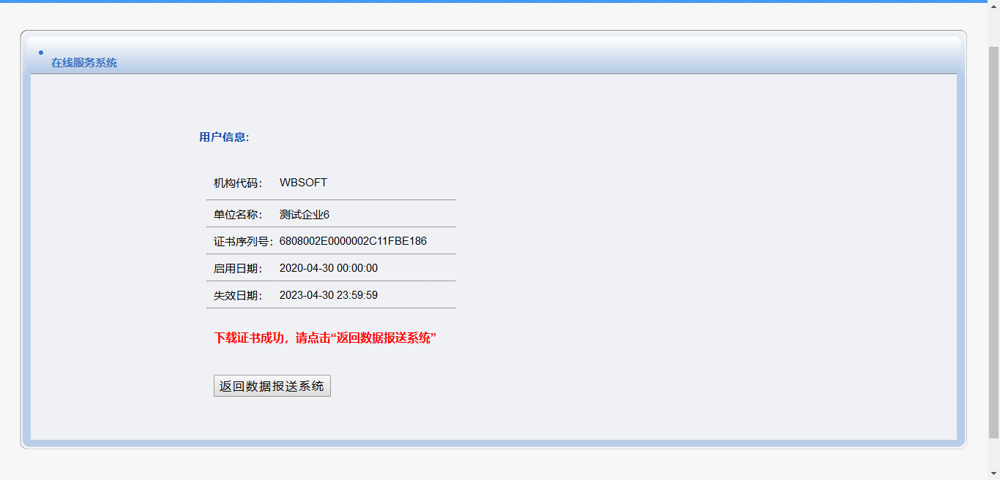 在线服务系统
用户信息:
机构代码： WBSOFT
单位名称： 测试企业6
证书序列号：6808002E0000002C11FBE186
启用日期： 2020-04-30 00:00:00
失效日期： 2023-04-30 23:59:59
下载证书成功，请点击“返回数据报送系统”
返回数据报送系统